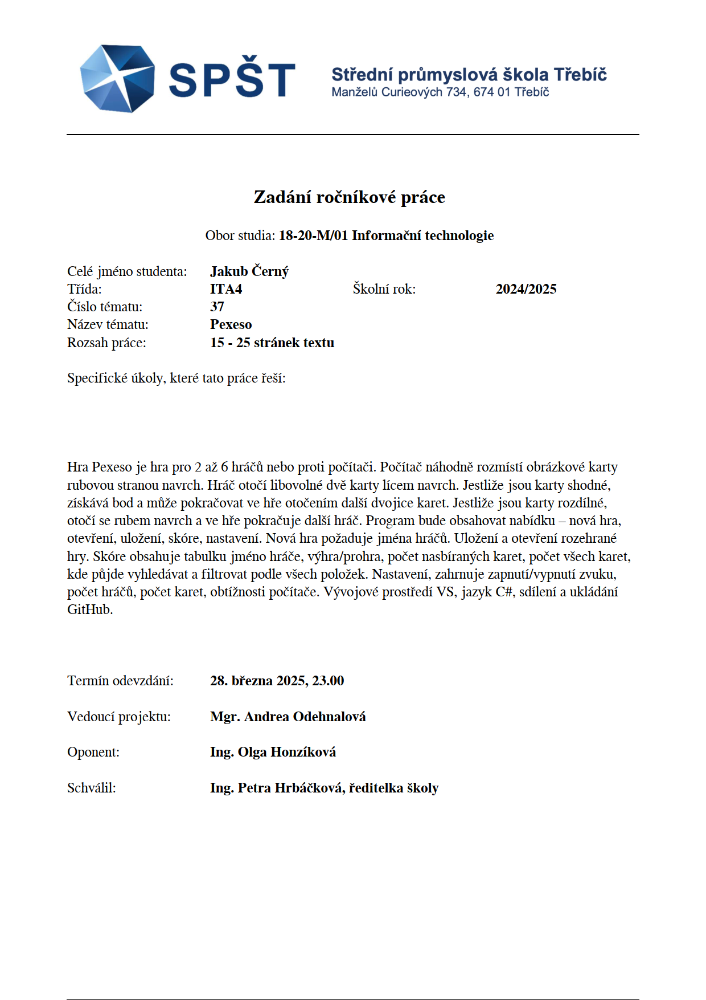 SPŠT
Střední průmyslová škola Třebíč
Manželů Curieových 734, 674 01 Třebíč
Zadání ročníkové práce
Obor studia: 18-20-M/01 Informační technologie
Celé jméno studenta: Jakub Černý
Třída: ITA4 Školní rok: 2024/2025
Číslo tématu: 37
Název tématu: Pexeso
Rozsah práce: 15 - 25 stránek textu
Specifické úkoly, které tato práce řeší:
Hra Pexeso je hra pro 2 až 6 hráčů nebo proti počítači. Počítač náhodně rozmístí obrázkové karty
rubovou stranou navrch. Hráč otočí libovolné dvě karty lícem navrch. Jestliže jsou karty shodné,
získává bod a může pokračovat ve hře otočením další dvojice karet. Jestliže jsou karty rozdílné,
otočí se rubem navrch a ve hře pokračuje další hráč. Program bude obsahovat nabídku – nová hra,
otevření, uložení, skóre, nastavení. Nová hra požaduje jména hráčů. Uložení a otevření rozehrané
hry. Skóre obsahuje tabulku jméno hráče, výhra/prohra, počet nasbíraných karet, počet všech karet,
kde půjde vyhledávat a filtrovat podle všech položek. Nastavení, zahrnuje zapnutí/vypnutí zvuku,
počet hráčů, počet karet, obtížnosti počítače. Vývojové prostředí VS, jazyk C#, sdílení a ukládání
GitHub.
Termín odevzdání: 28. března 2025, 23.00
Vedoucí projektu: Mgr. Andrea Odehnalová
Oponent: Ing. Olga Honzíková
Schválil: Ing. Petra Hrbáčková, ředitelka školy